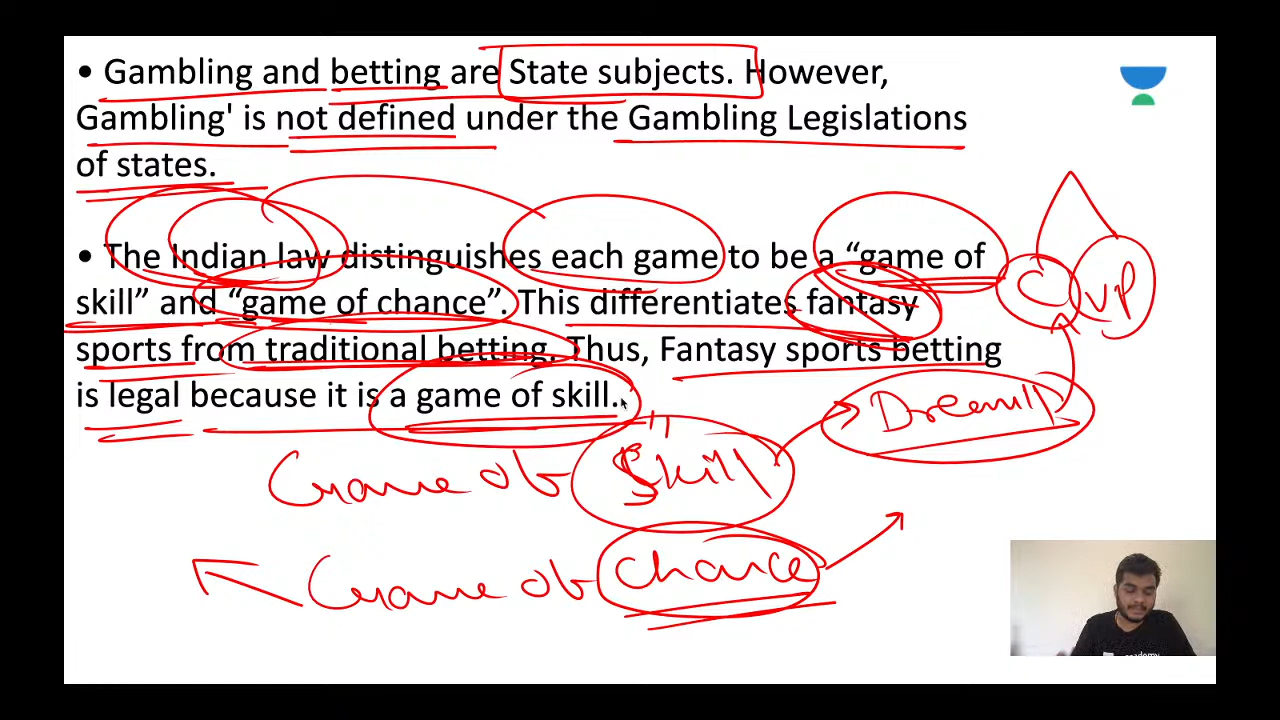 • Gambling and betting are State subjects. However,
Gambling' is not defined under the Gambling Legislations
of states.
• The Indian law distinguishes each game to be a “game of
skill” and “game of chance”. This differentiates fantasy
sports from traditional betting. Thus, Fantasy sports betting
is legal because it is a game of skill..
C VP
Dream11
Game of Skill
Game of chance